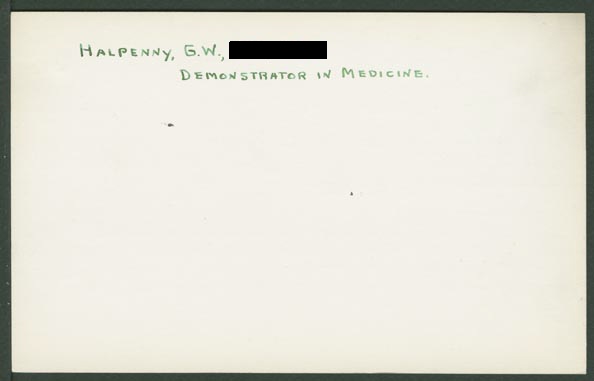 HALPENNY, G.W.,
DEMONSTRATOR IN MEDICINE.